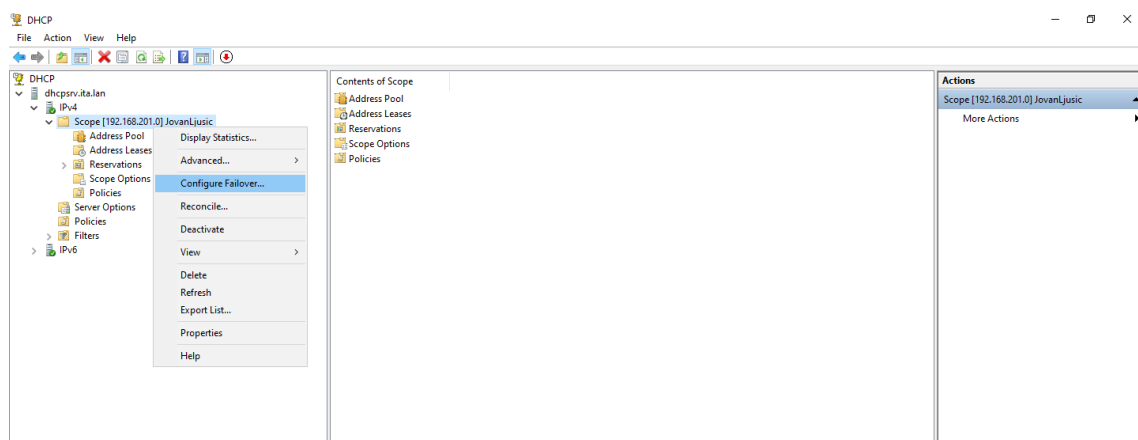 DHCP
File Action View Help
DHCP
dhcpsrv.ita.lan
IPv4
Scope [192.168.201.0] JovanLjusic
Address Pool
Address Leases
Reservations
Scope Options
Policies
Server Options
Policies
Filters
IPv6
Display Statistics...
Advanced...
Configure Failover...
Reconcile...
Deactivate
View
Delete
Refresh
Export List...
Properties
Help
Contents of Scope
Address Pool
Address Leases
Reservations
Scope Options
Policies
Actions
Scope [192.168.201.0] JovanLjusic
More Actions